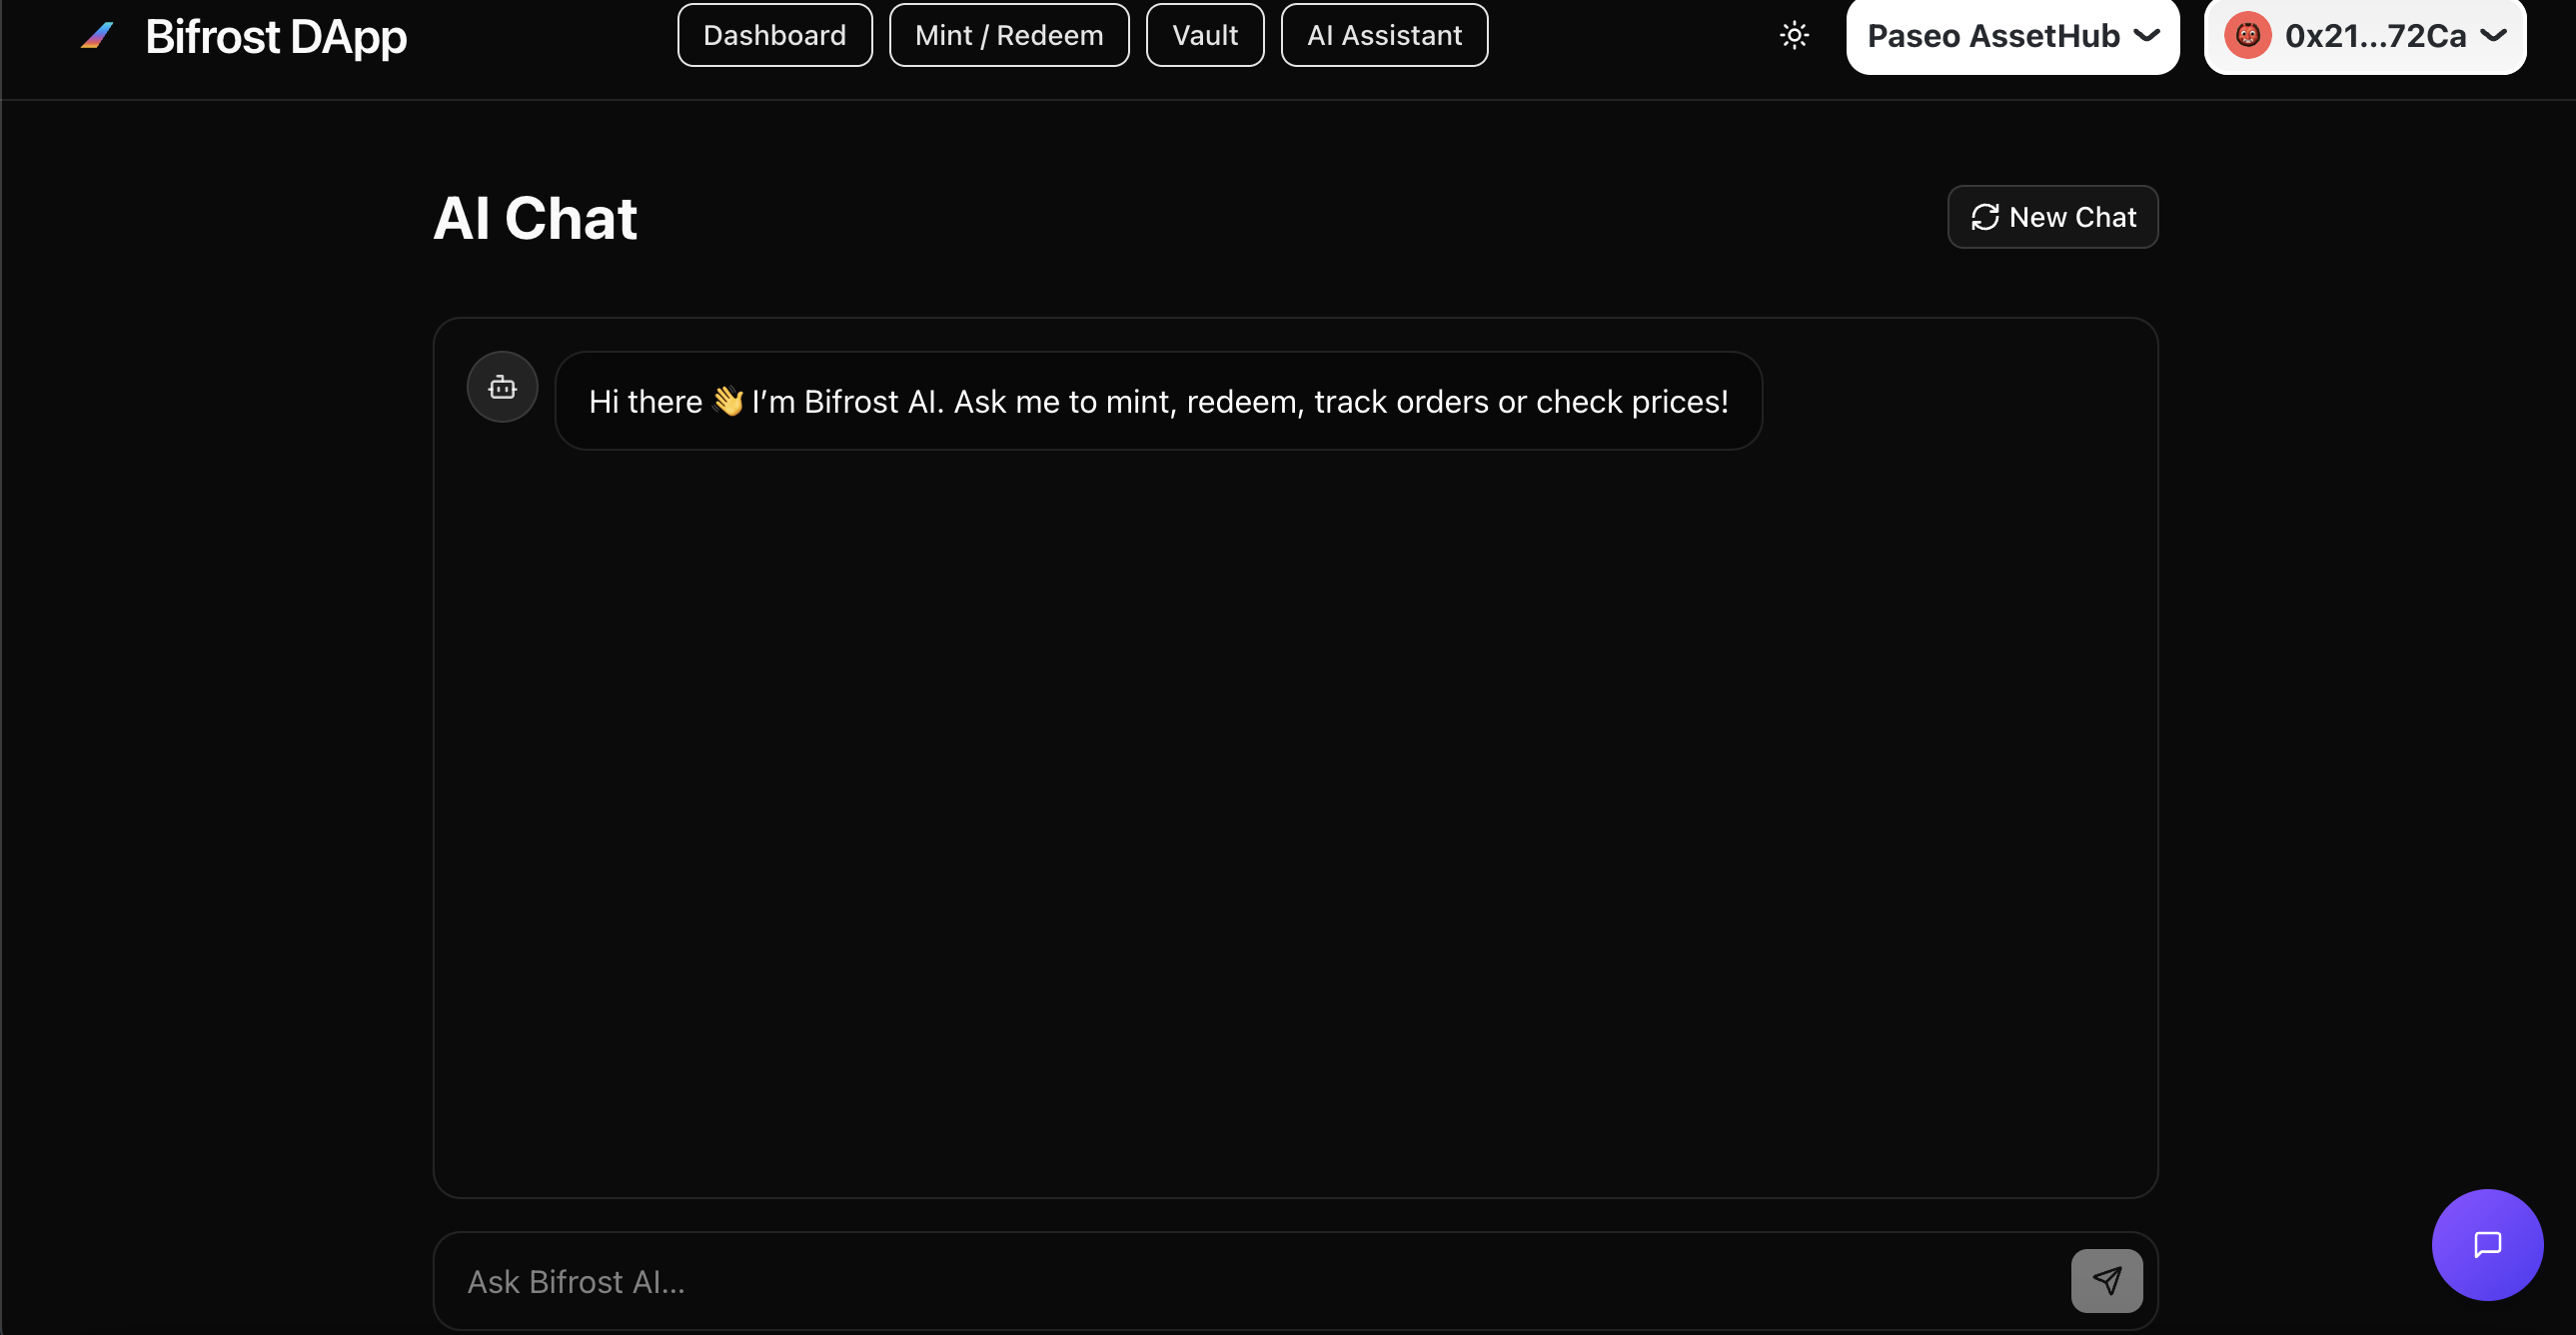 Bifrost DApp
Dashboard
Mint / Redeem
Vault
AI Assistant
Paseo AssetHub
0x21...72Ca
AI Chat
New Chat
Hi there 👋 I’m Bifrost AI. Ask me to mint, redeem, track orders or check prices!
Ask Bifrost AI...